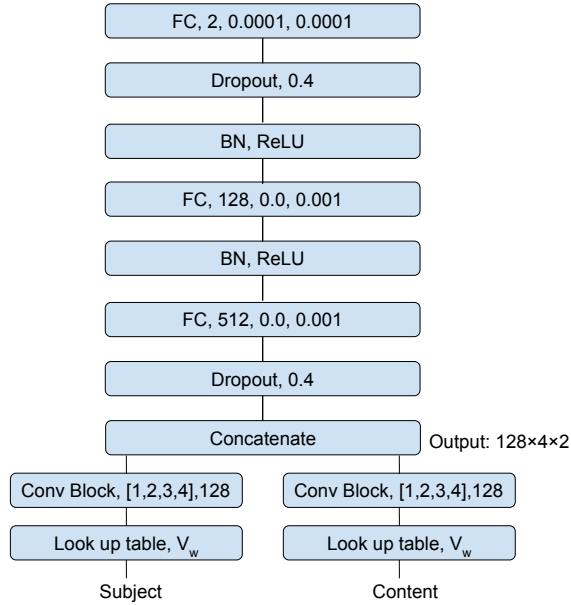 FC, 2, 0.0001, 0.0001
Dropout, 0.4
BN, ReLU
FC, 128, 0.0, 0.001
BN, ReLU
FC, 512, 0.0, 0.001
Dropout, 0.4
Concatenate
Output: 128×4×2
Conv Block, [1,2,3,4],128
Conv Block, [1,2,3,4],128
Look up table, V_w
Look up table, V_w
Subject
Content